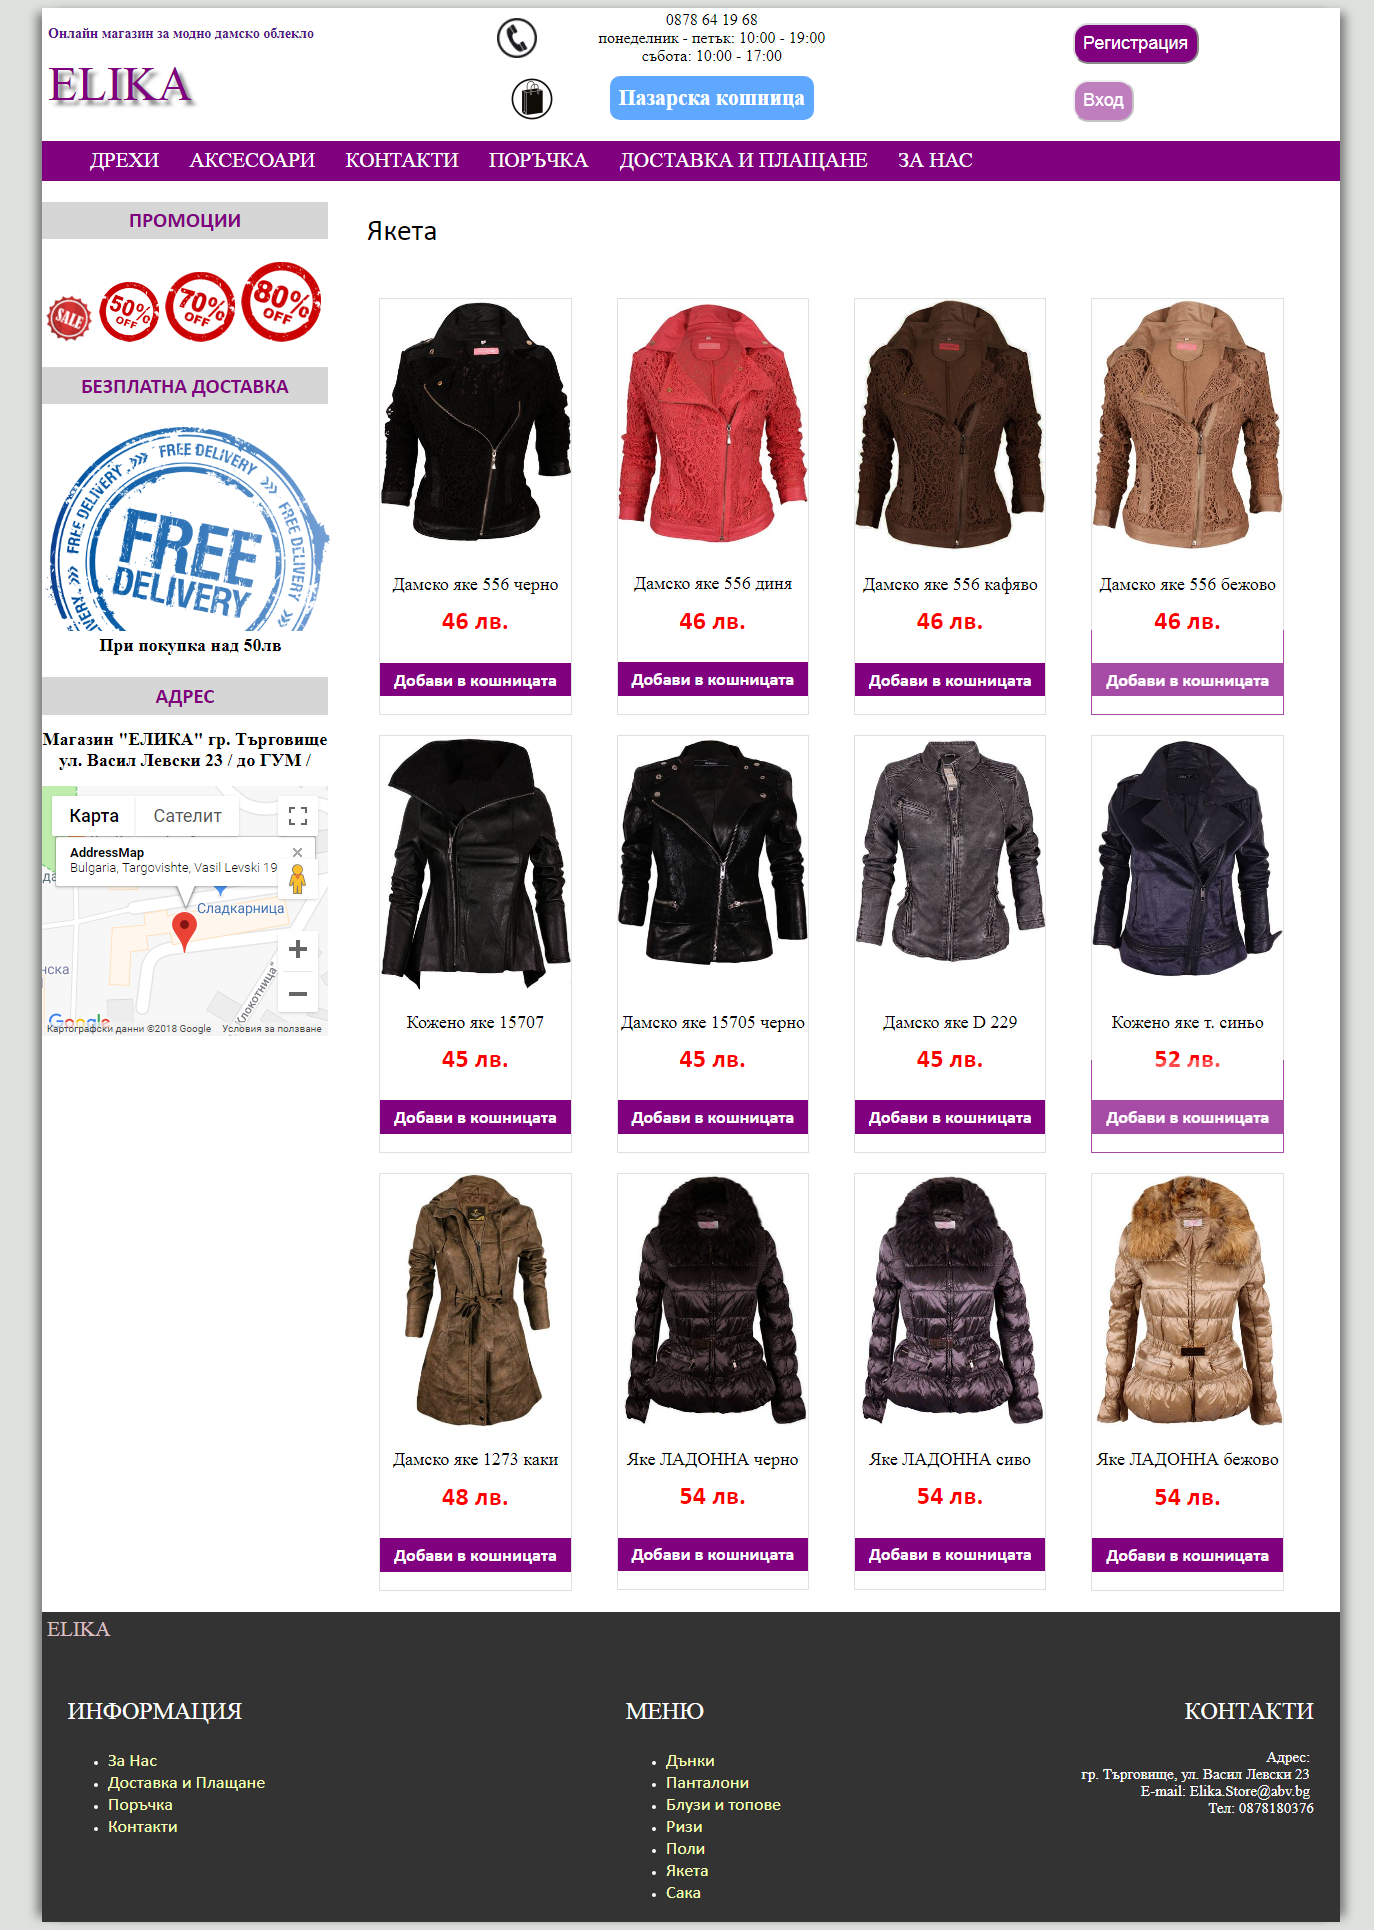 Онлайн магазин за модно дамско облекло
ELIKA
0878 64 19 68
понеделник - петък: 10:00 - 19:00
събота: 10:00 - 17:00
Пазарска кошница
Регистрация
Вход
ДРЕХИ АКСЕСОАРИ КОНТАКТИ ПОРЪЧКА ДОСТАВКА И ПЛАЩАНЕ ЗА НАС
ПРОМОЦИИ
SALE
50% OFF
70% OFF
80% OFF
БЕЗПЛАТНА ДОСТАВКА
FREE DELIVERY
FREE DELIVERY
FREE DELIVERY
FREE
DELIVERY
При покупка над 50лв
АДРЕС
Магазин "ЕЛИКА" гр. Търговище
ул. Васил Левски 23 / до ГУМ /
Карта Сателит
AddressMap
Bulgaria, Targovishte, Vasil Levski 19
Сладкарница
нска
Клокотница"
Google
Картографски данни ©2018 Google Условия за ползване
Якета
Дамско яке 556 черно
46 лв.
Добави в кошницата
Дамско яке 556 диня
46 лв.
Добави в кошницата
Дамско яке 556 кафяво
46 лв.
Добави в кошницата
Дамско яке 556 бежово
46 лв.
Добави в кошницата
Кожено яке 15707
45 лв.
Добави в кошницата
Дамско яке 15705 черно
45 лв.
Добави в кошницата
Дамско яке D 229
45 лв.
Добави в кошницата
Кожено яке т. синьо
52 лв.
Добави в кошницата
Дамско яке 1273 каки
48 лв.
Добави в кошницата
Яке ЛАДОННА черно
54 лв.
Добави в кошницата
Яке ЛАДОННА сиво
54 лв.
Добави в кошницата
Яке ЛАДОННА бежово
54 лв.
Добави в кошницата
ELIKA
ИНФОРМАЦИЯ
За Нас
Доставка и Плащане
Поръчка
Контакти
МЕНЮ
Дънки
Панталони
Блузи и топове
Ризи
Поли
Якета
Сака
КОНТАКТИ
Адрес:
гр. Търговище, ул. Васил Левски 23
E-mail: Elika.Store@abv.bg
Тел: 0878180376